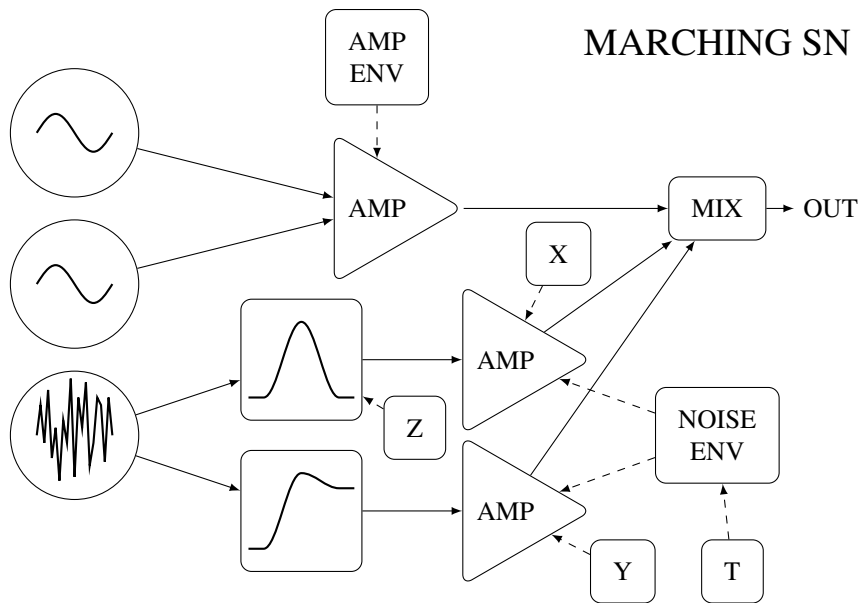 AMP
ENV
MARCHING SN
AMP
MIX
OUT
X
AMP
Z
NOISE
ENV
AMP
Y
T